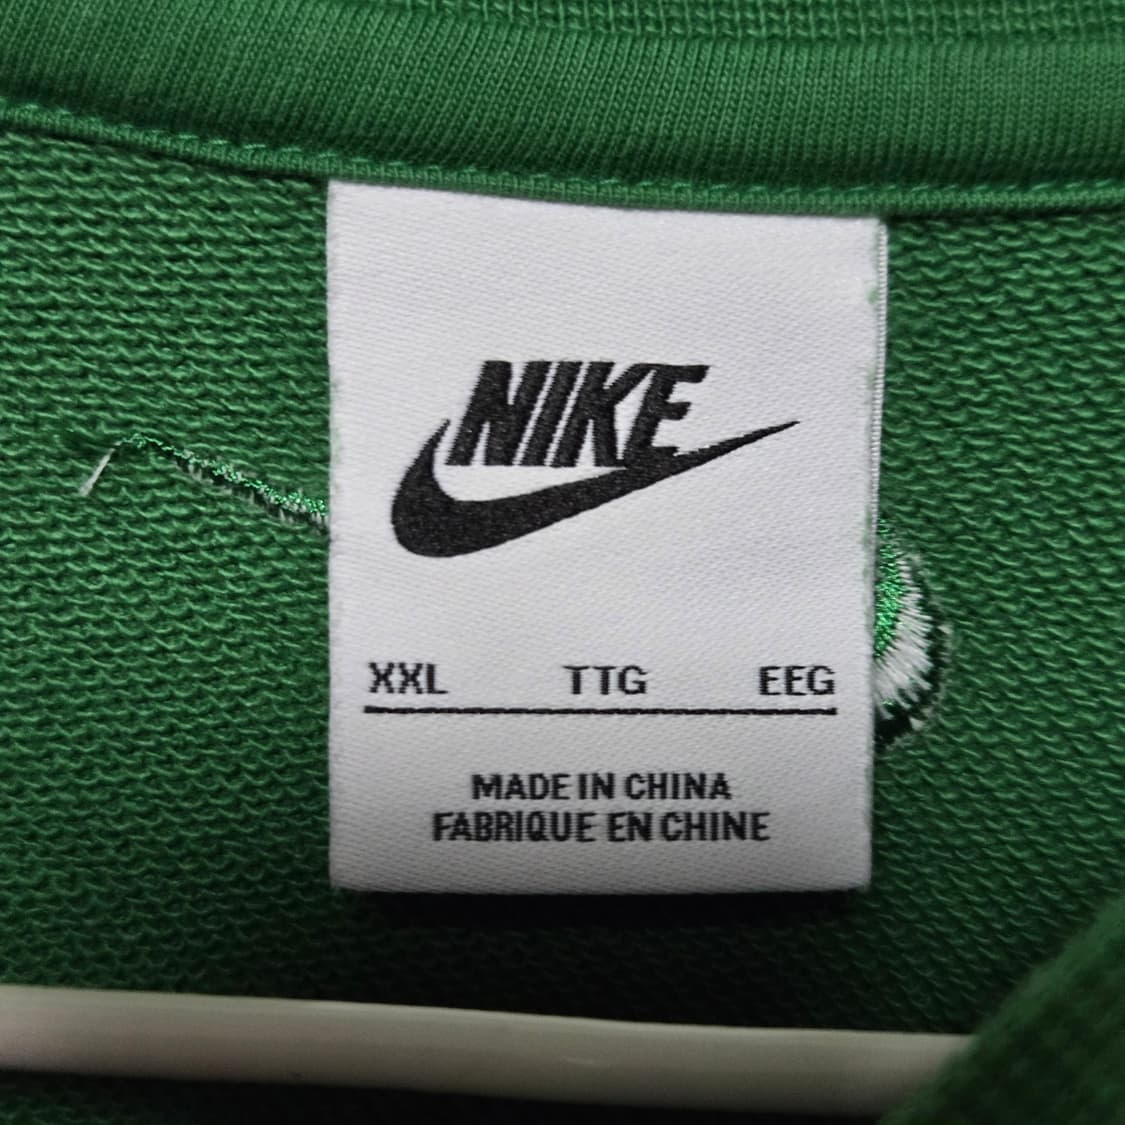 NIKE
XXL TTG EEG
MADE IN CHINA
FABRIQUE EN CHINE